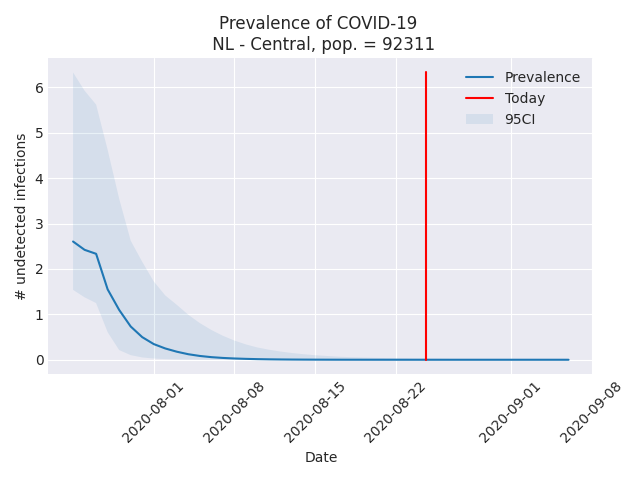 Prevalence of COVID-19
NL - Central, pop. = 92311
Prevalence
Today
95CI
# undetected infections
6
5
4
3
2
1
0
2020-08-01
2020-08-08
2020-08-15
2020-08-22
2020-09-01
2020-09-08
Date